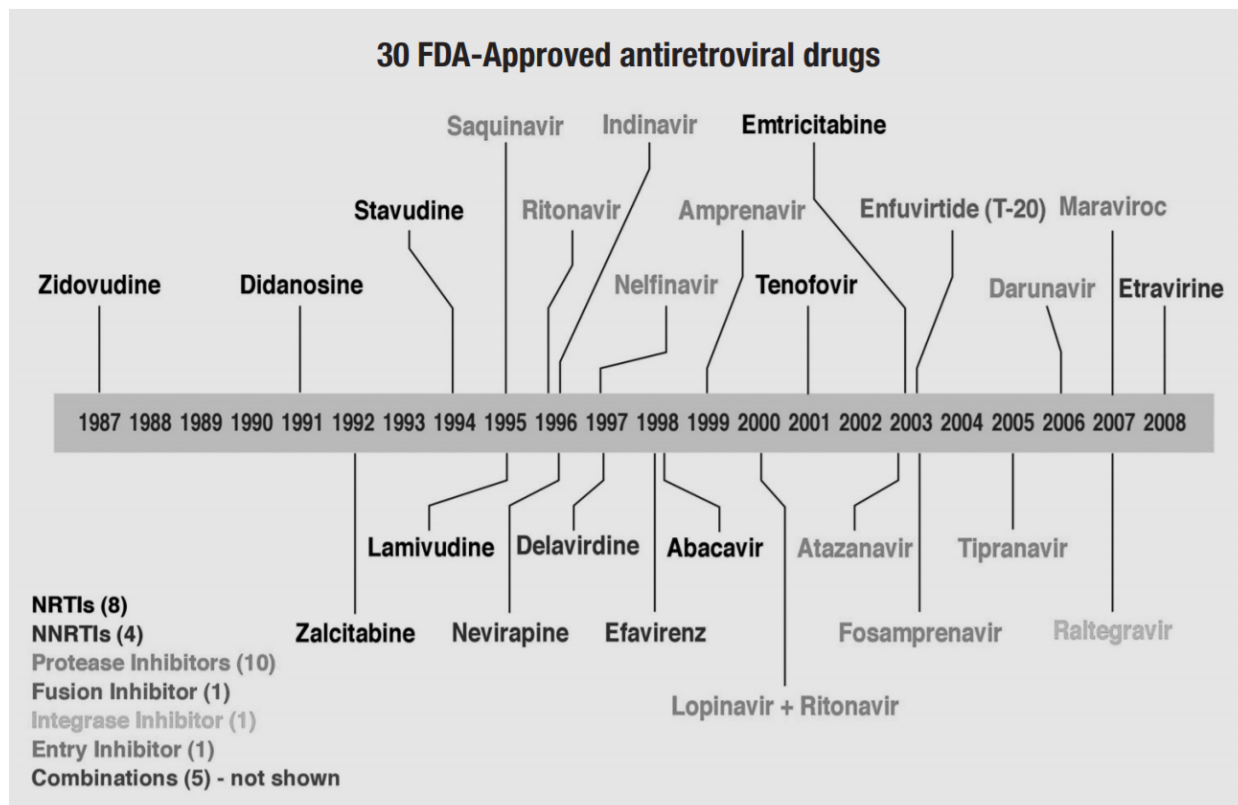 30 FDA-Approved antiretroviral drugs
Saquinavir Indinavir Emtricitabine
Stavudine Ritonavir Amprenavir Enfuvirtide (T-20) Maraviroc
Zidovudine Didanosine Nelfinavir Tenofovir Darunavir Etravirine
1987 1988 1989 1990 1991 1992 1993 1994 1995 1996 1997 1998 1999 2000 2001 2002 2003 2004 2005 2006 2007 2008
Lamivudine Delavirdine Abacavir Atazanavir Tipranavir
Zalcitabine Nevirapine Efavirenz Fosamprenavir Raltegravir
Lopinavir + Ritonavir
NRTIs (8)
NNRTIs (4)
Protease Inhibitors (10)
Fusion Inhibitor (1)
Integrase Inhibitor (1)
Entry Inhibitor (1)
Combinations (5) - not shown